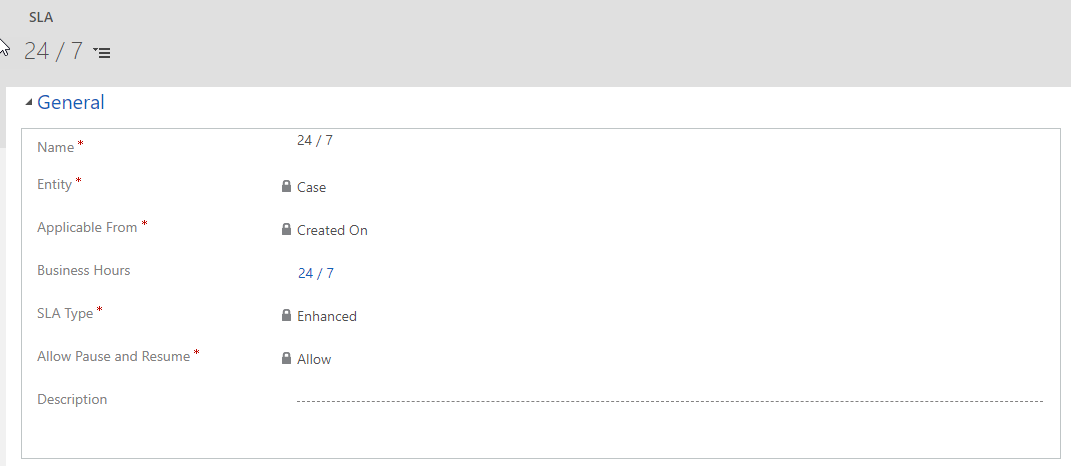 SLA
24 / 7
General
Name * 24 / 7
Entity * Case
Applicable From * Created On
Business Hours 24 / 7
SLA Type * Enhanced
Allow Pause and Resume * Allow
Description